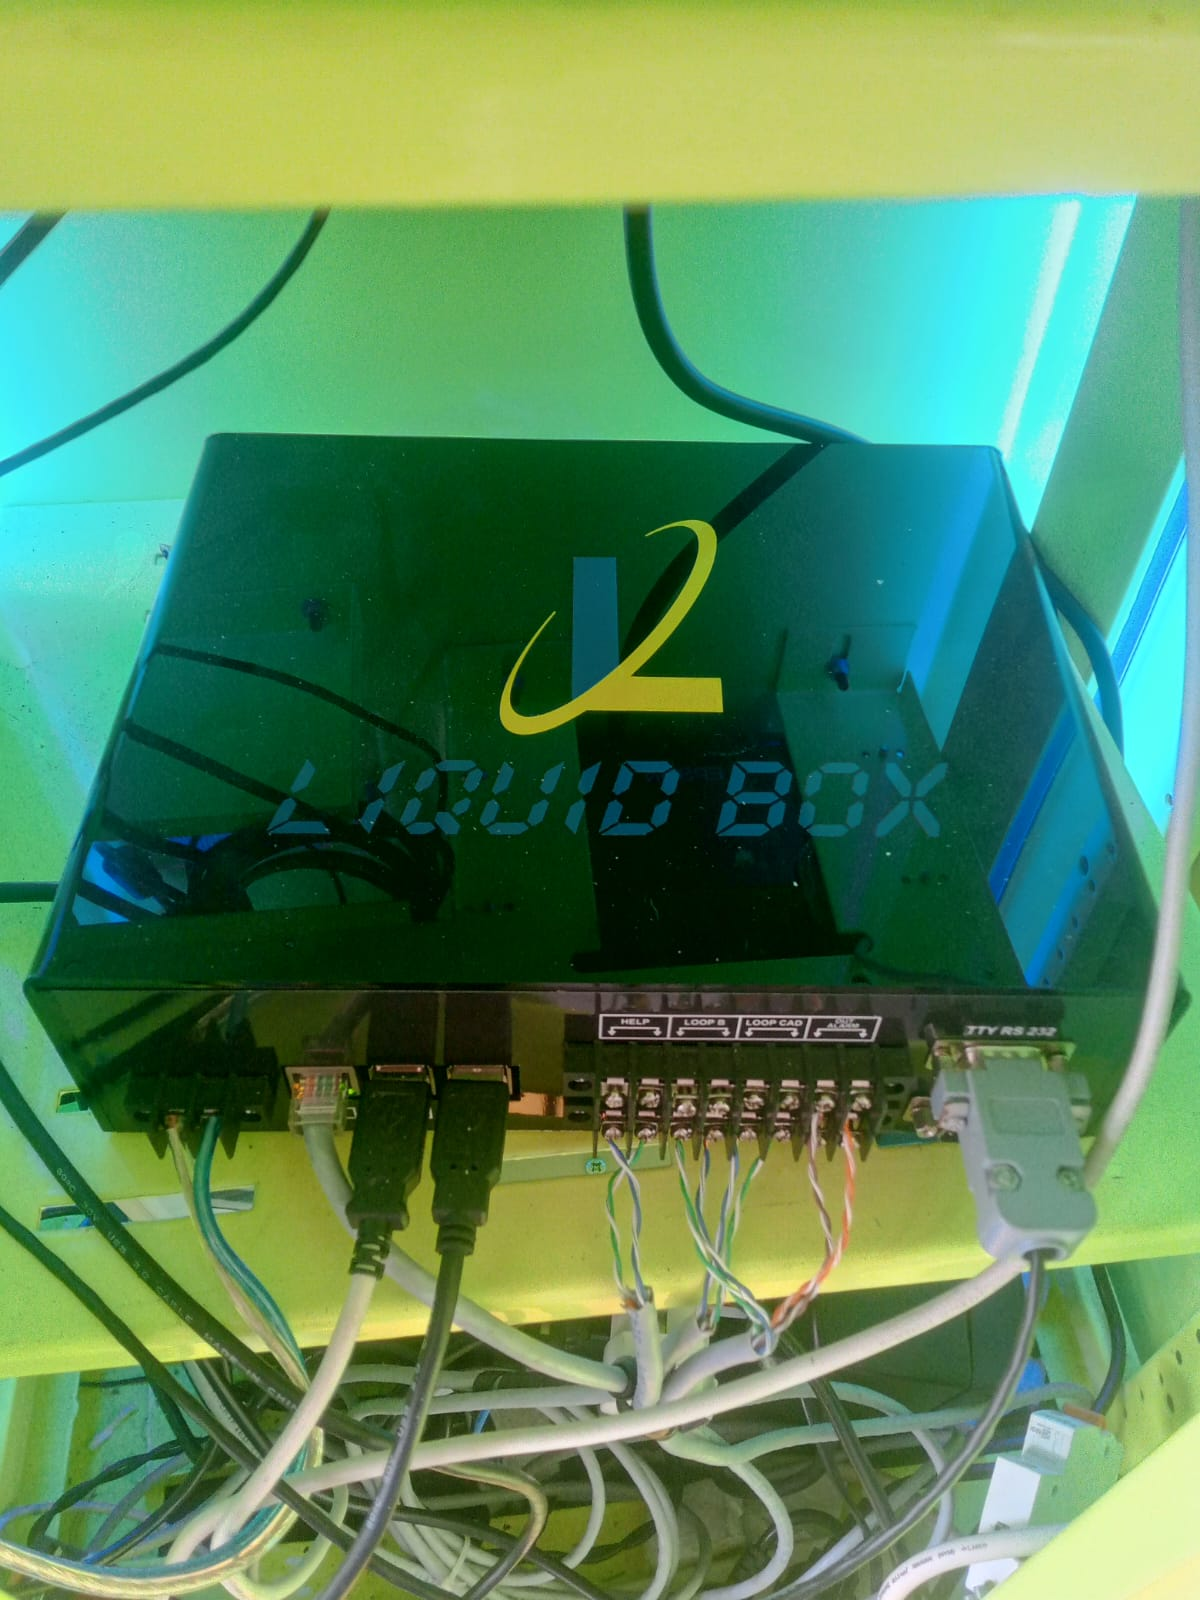 LIQUID BOX
HELP
LOOP B
LOOP CAD
OUT
ALARM
TTY RS 232